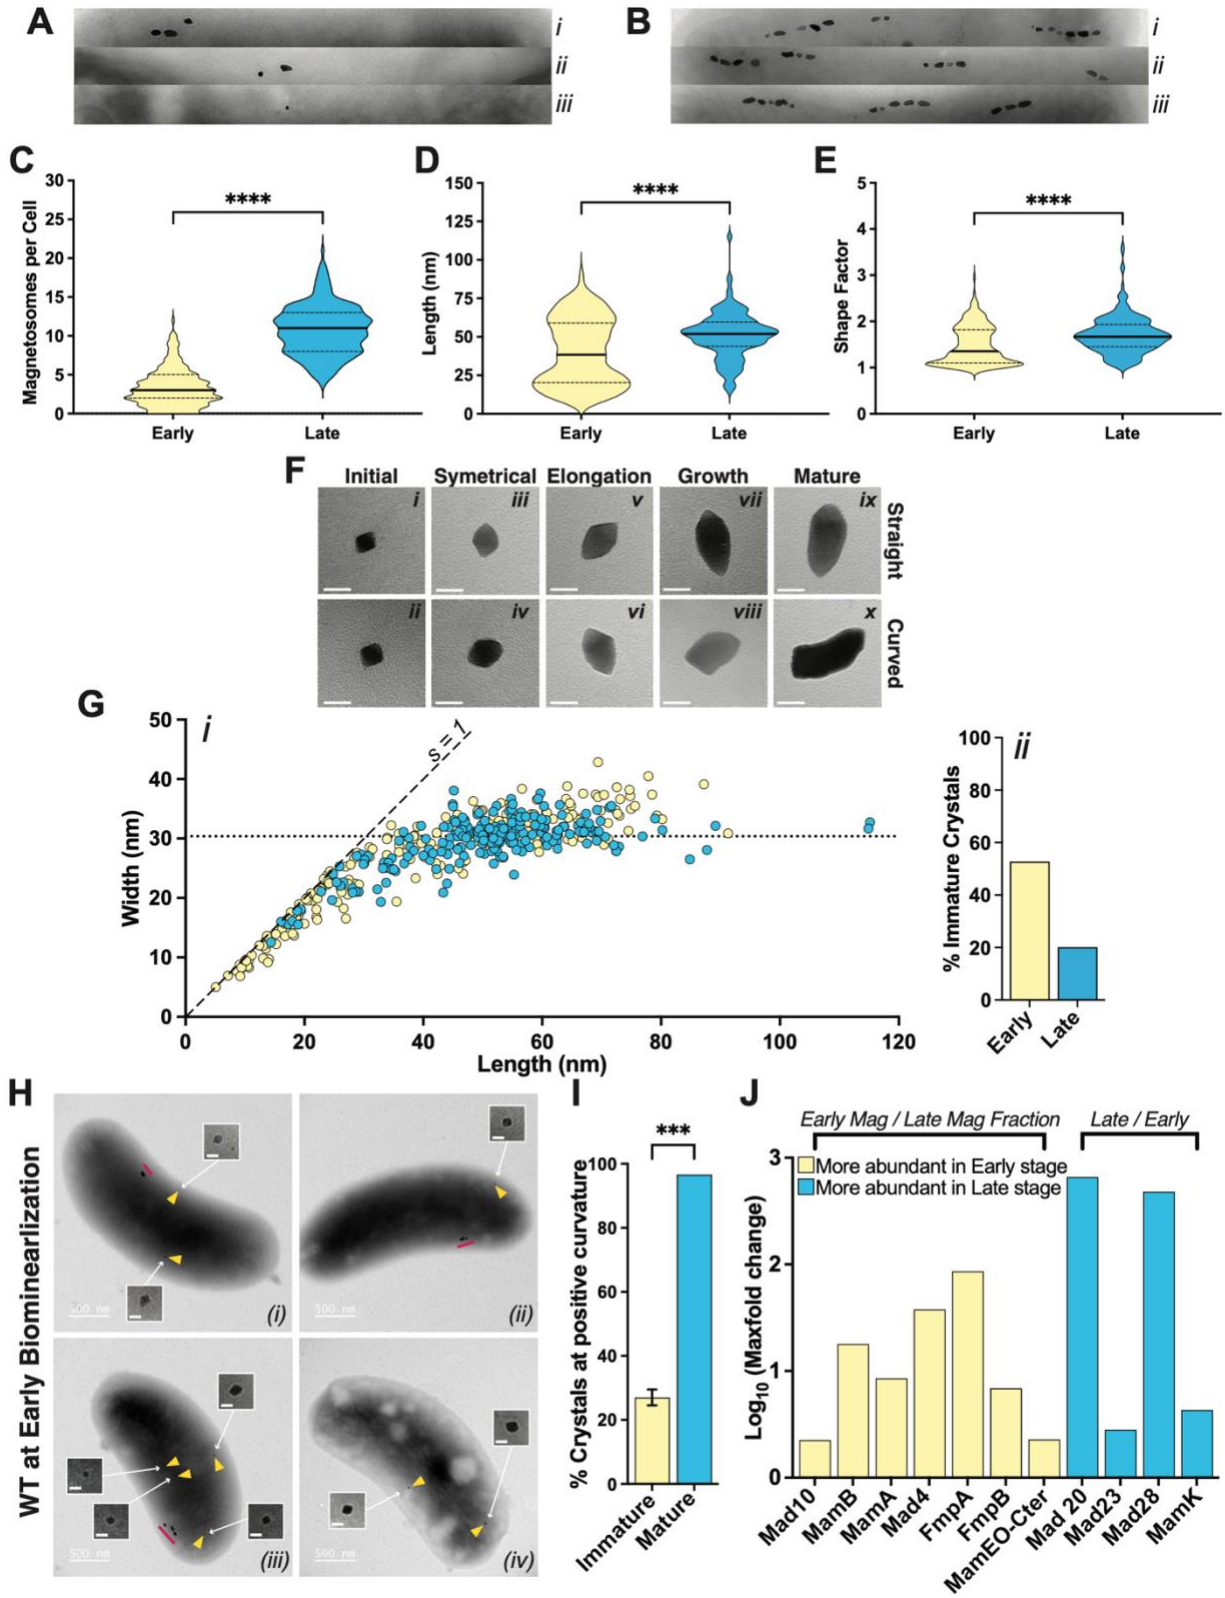 A
i
ii
iii
B
i
ii
iii
C
Magnetosomes per Cell
30
25
20
15
10
5
0
****
Early
Late
D
Length (nm)
150
125
100
75
50
25
0
****
Early
Late
E
Shape Factor
5
4
3
2
1
0
****
Early
Late
F
Initial
Symetrical
Elongation
Growth
Mature
i
iii
v
vii
ix
Straight
ii
iv
vi
viii
x
Curved
G
i
Width (nm)
50
40
30
20
10
0
s = 1
0
20
40
60
80
100
120
Length (nm)
ii
% Immature Crystals
100
80
60
40
20
0
Early
Late
H
WT at Early Biominearlization
500 nm
(i)
500 nm
(ii)
500 nm
(iii)
500 nm
(iv)
I
% Crystals at positive curvature
***
100
80
60
40
20
0
Immature
Mature
J
Early Mag / Late Mag Fraction
Late / Early
More abundant in Early stage
More abundant in Late stage
Log10 (Maxfold change)
3
2
1
0
Mad10
MamB
MamA
Mad4
FmpA
FmpB
MamEO-Cter
Mad 20
Mad23
Mad28
MamK